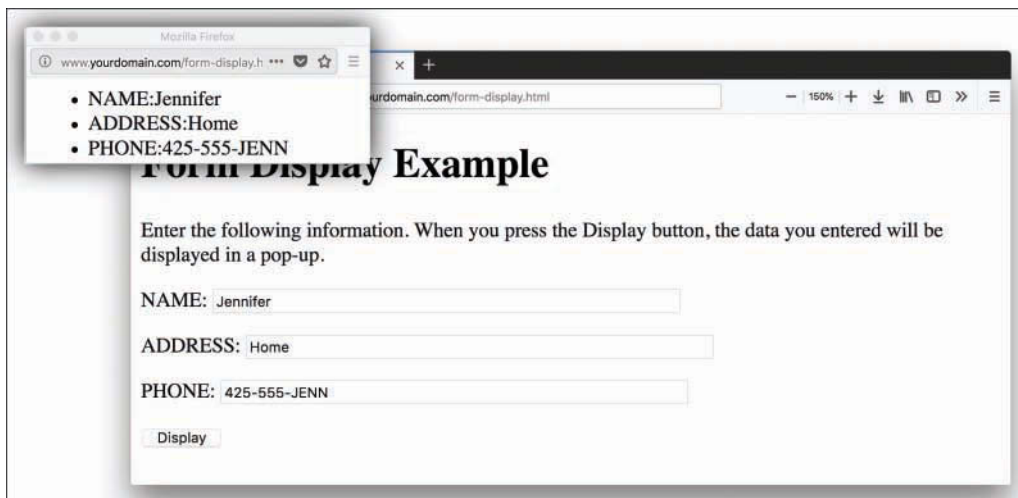 Mozilla Firefox
www.yourdomain.com/form-display.h
• NAME:Jennifer
• ADDRESS:Home
• PHONE:425-555-JENN
urdomain.com/form-display.html
150%
Form Display Example
Enter the following information. When you press the Display button, the data you entered will be
displayed in a pop-up.
NAME: Jennifer
ADDRESS: Home
PHONE: 425-555-JENN
Display